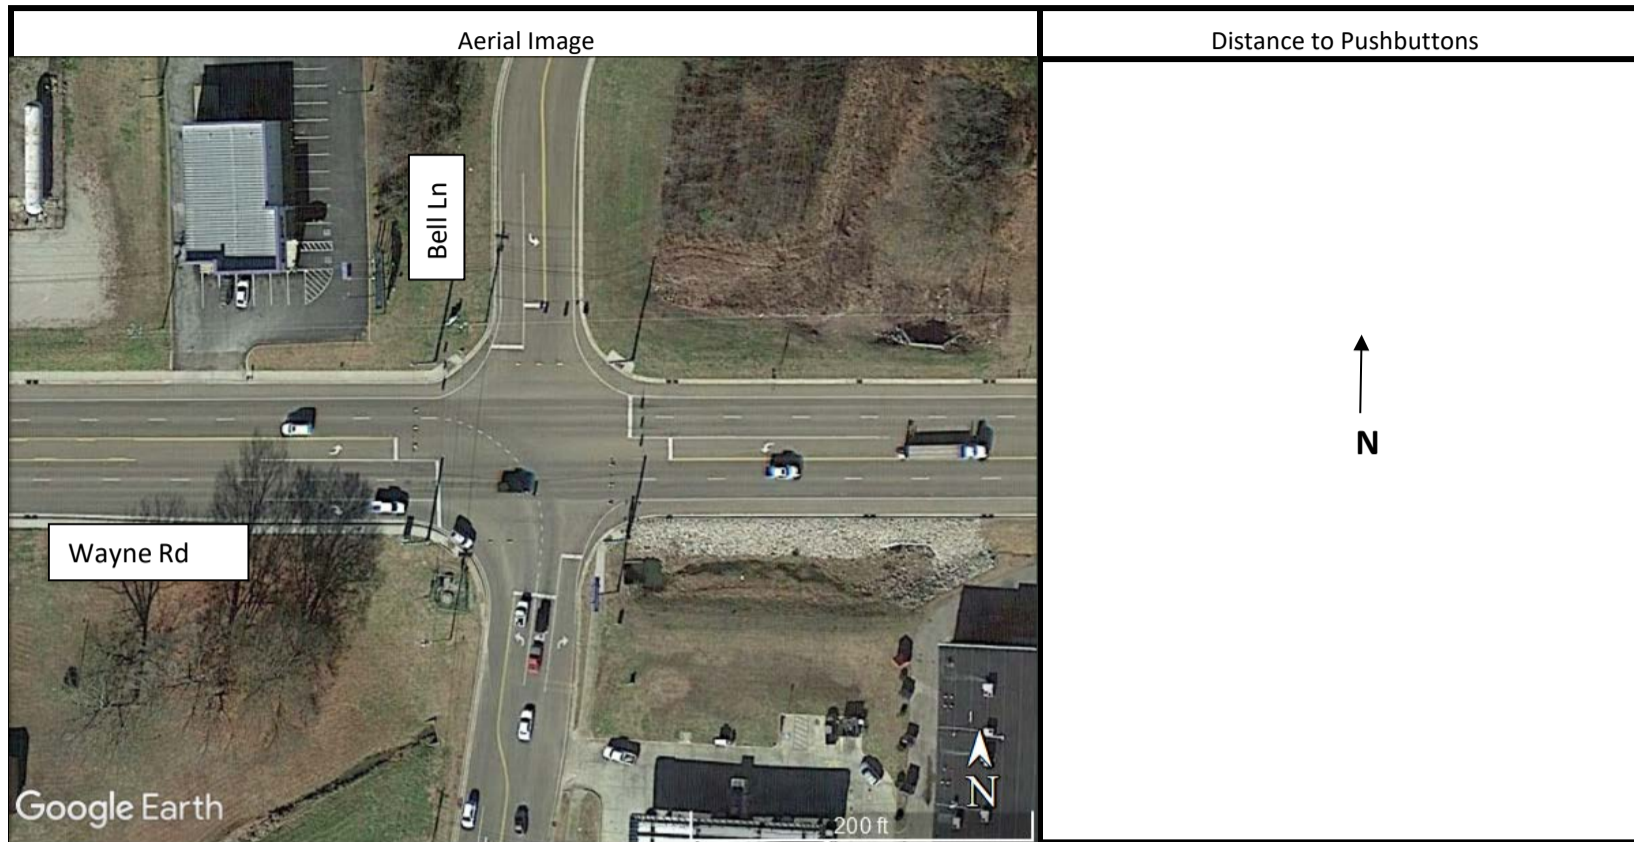 Aerial Image
Distance to Pushbuttons
Bell Ln
Wayne Rd
N
N
Google Earth
200 ft